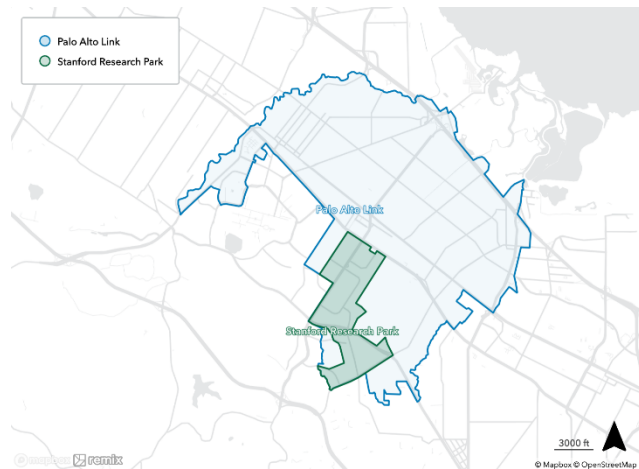 Palo Alto Link
Stanford Research Park
Palo Alto Link
Stanford Research Park
3000 ft
mapbox remix
© Mapbox © OpenStreetMap